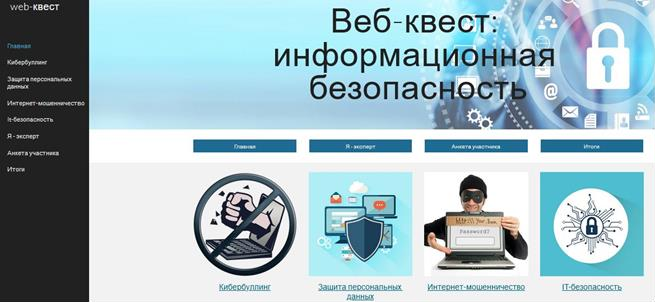 web-квест
Главная
Кибербуллинг
Защита персональных
данных
Интернет-мошенничество
It-безопасность
Я - эксперт
Анкета участника
Итоги
Веб-квест:
информационная
безопасность
Главная
Я - эксперт
Анкета участника
Итоги
Password?
Кибербуллинг
Защита персональных
данных
Интернет-мошенничество
IT-безопасность